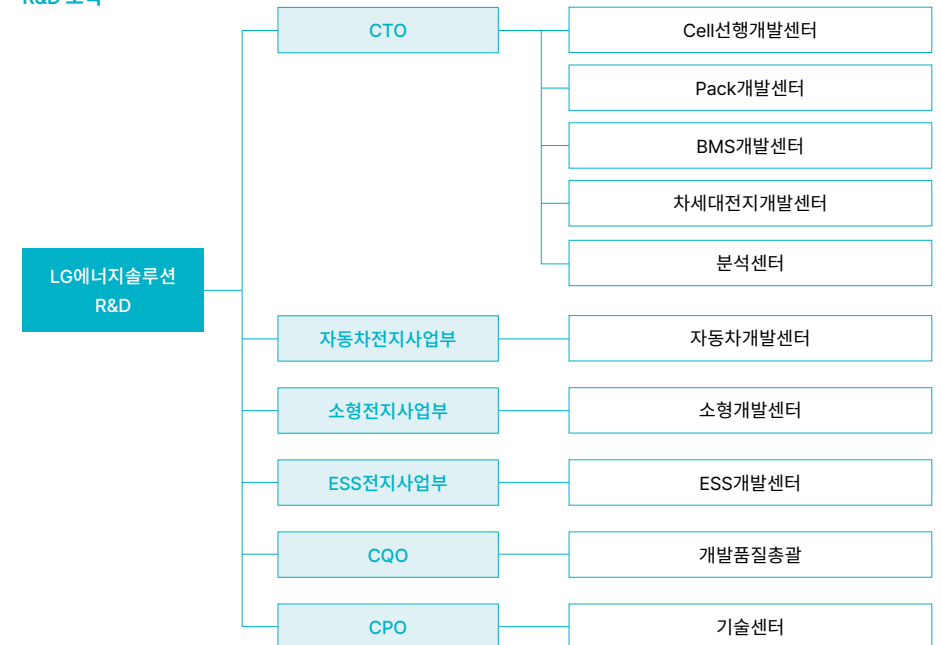 R&D 조직
CTO
Cell선행개발센터
Pack개발센터
BMS개발센터
차세대전지개발센터
분석센터
LG에너지솔루션
R&D
자동차전지사업부
자동차개발센터
소형전지사업부
소형개발센터
ESS전지사업부
ESS개발센터
CQO
개발품질총괄
CPO
기술센터